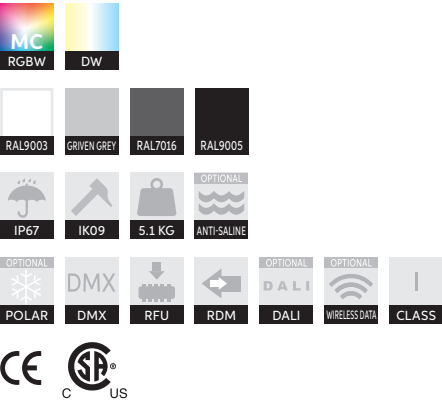 MC
RGBW DW
RAL9003 GRIVEN GREY RAL7016 RAL9005
OPTIONAL
IP67 IK09 5.1 KG ANTI-SALINE
OPTIONAL OPTIONAL OPTIONAL
DMX DALI I
POLAR DMX RFU RDM DALI WIRELESS DATA CLASS
CE SA ®
C US